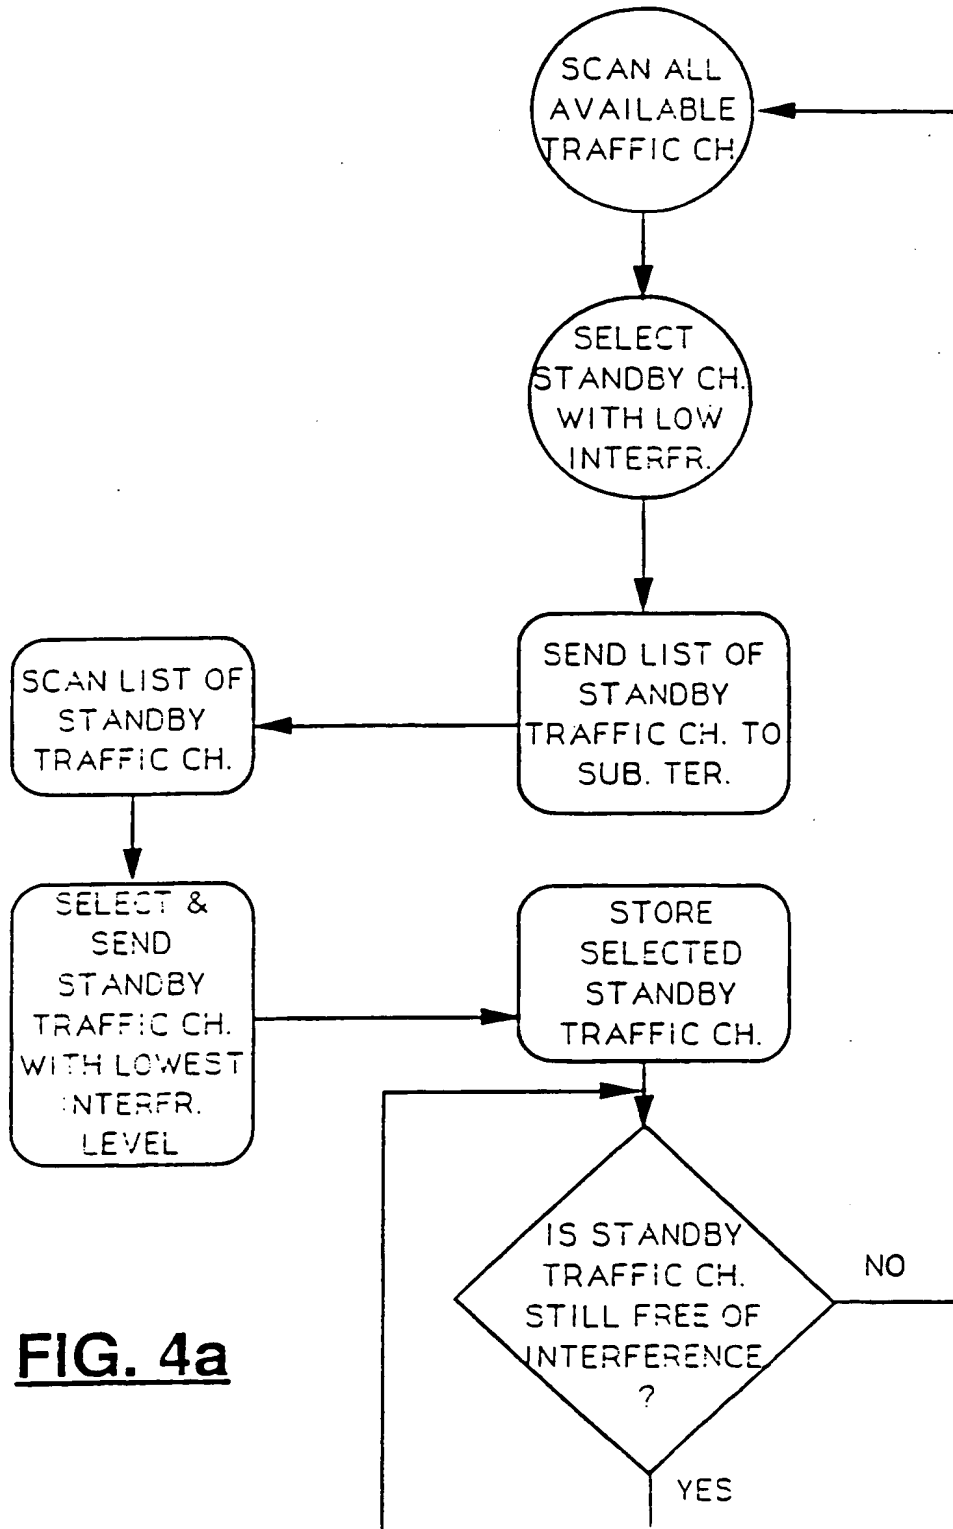 SCAN ALL
AVAILABLE
TRAFFIC CH.
SELECT
STANDBY CH.
WITH LOW
INTERFR.
SEND LIST OF
STANDBY
TRAFFIC CH. TO
SUB. TER.
SCAN LIST OF
STANDBY
TRAFFIC CH.
SELECT &
SEND
STANDBY
TRAFFIC CH.
WITH LOWEST
INTERFR.
LEVEL
STORE
SELECTED
STANDBY
TRAFFIC CH.
IS STANDBY
TRAFFIC CH.
STILL FREE OF
INTERFERENCE
?
NO
YES
FIG. 4a